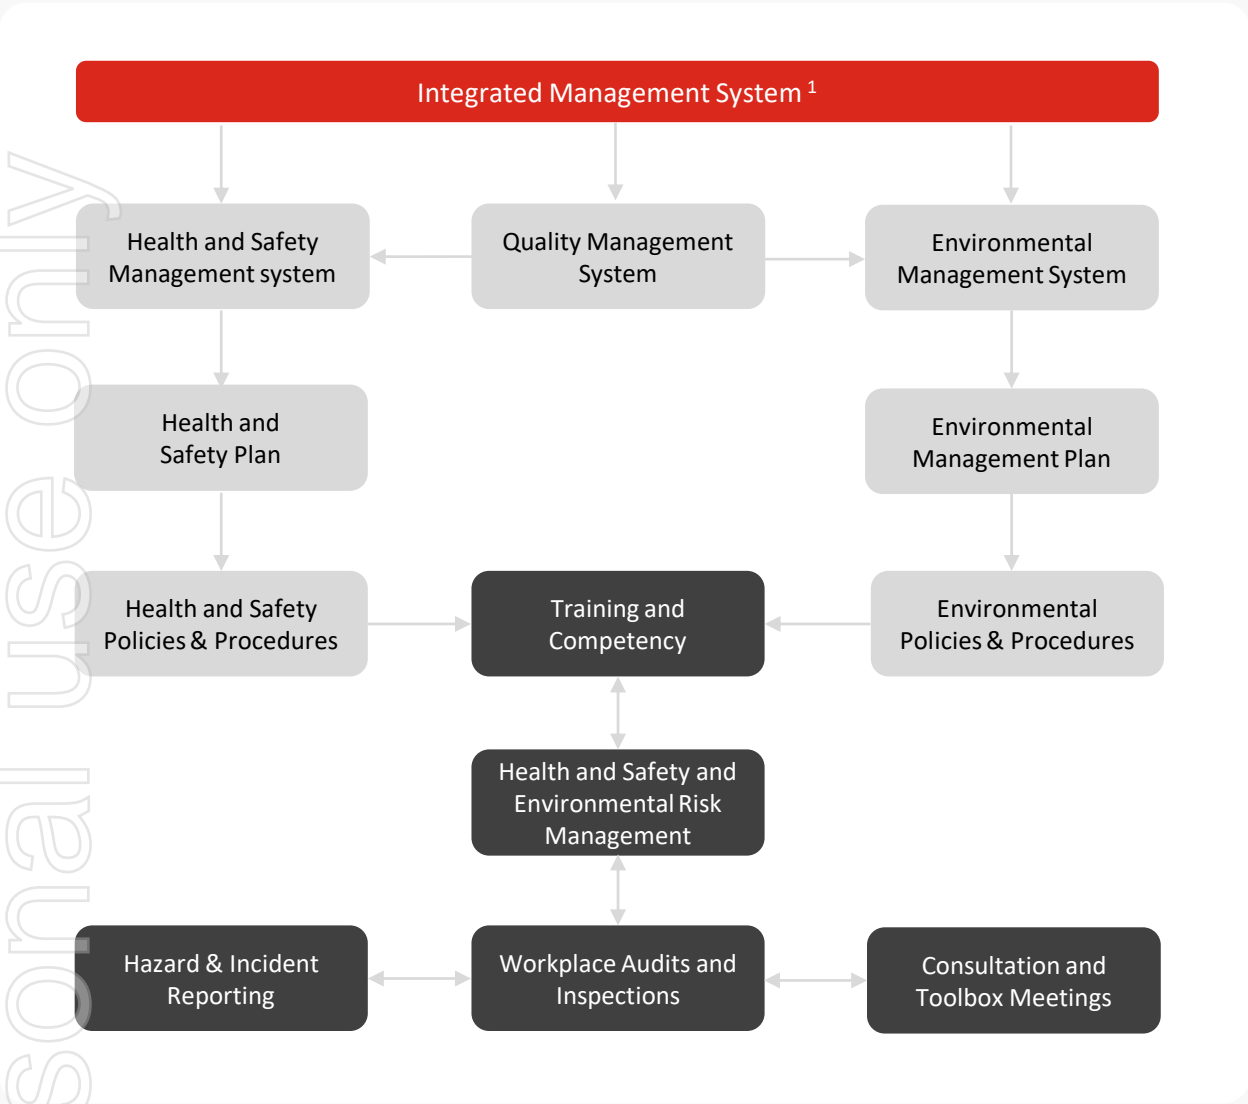 Integrated Management System 1
Health and Safety
Management system
Quality Management
System
Environmental
Management System
Health and
Safety Plan
Environmental
Management Plan
Health and Safety
Policies & Procedures
Training and
Competency
Environmental
Policies & Procedures
Health and Safety and
Environmental Risk
Management
Hazard & Incident
Reporting
Workplace Audits and
Inspections
Consultation and
Toolbox Meetings
sonal use only